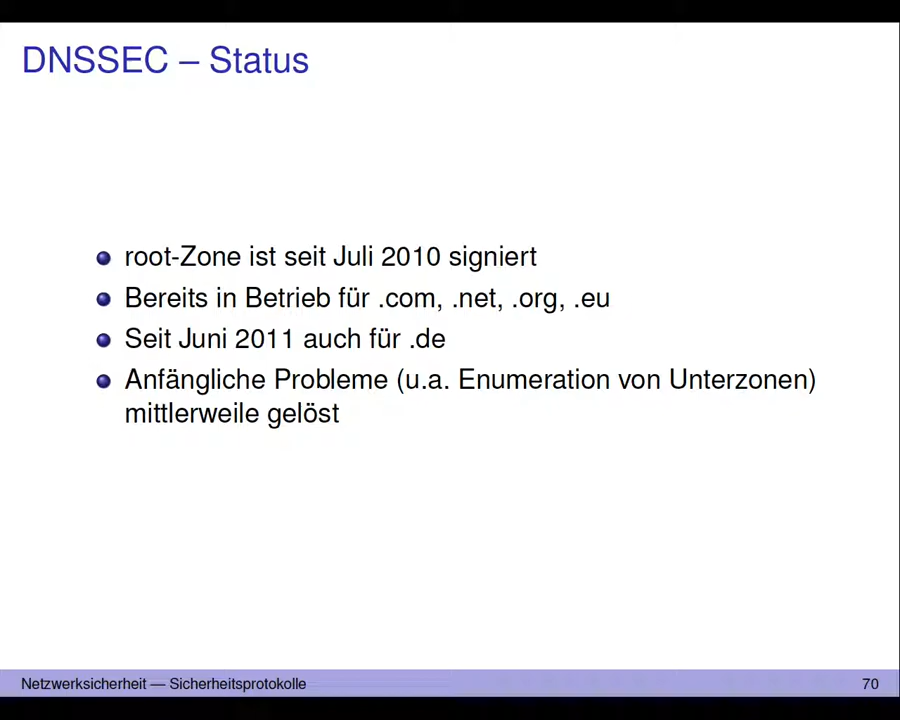 DNSSEC – Status
root-Zone ist seit Juli 2010 signiert
Bereits in Betrieb für .com, .net, .org, .eu
Seit Juni 2011 auch für .de
Anfängliche Probleme (u.a. Enumeration von Unterzonen)
mittlerweile gelöst
Netzwerksicherheit — Sicherheitsprotokolle 70